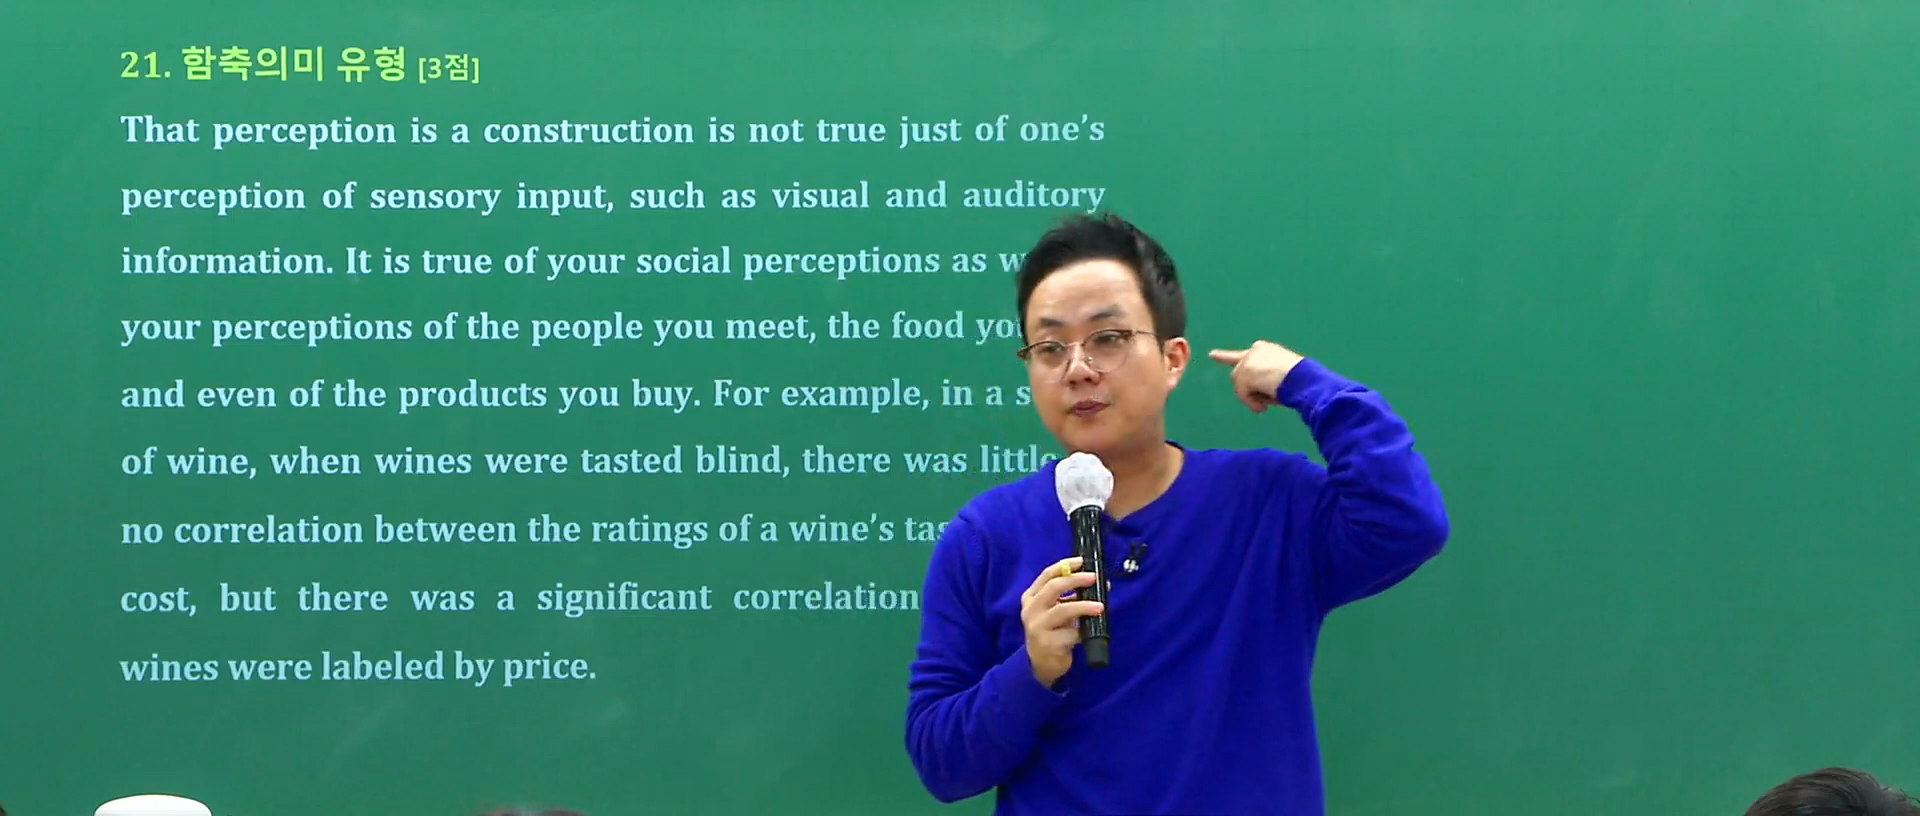 21. 함축의미 유형 [3점]
That perception is a construction is not true just of one’s
perception of sensory input, such as visual and auditory
information. It is true of your social perceptions as
your perceptions of the people you meet, the food
and even of the products you buy. For example, in a
of wine, when wines were tasted blind, there was little
no correlation between the ratings of a wine’s
cost, but there was a significant correlation
wines were labeled by price.